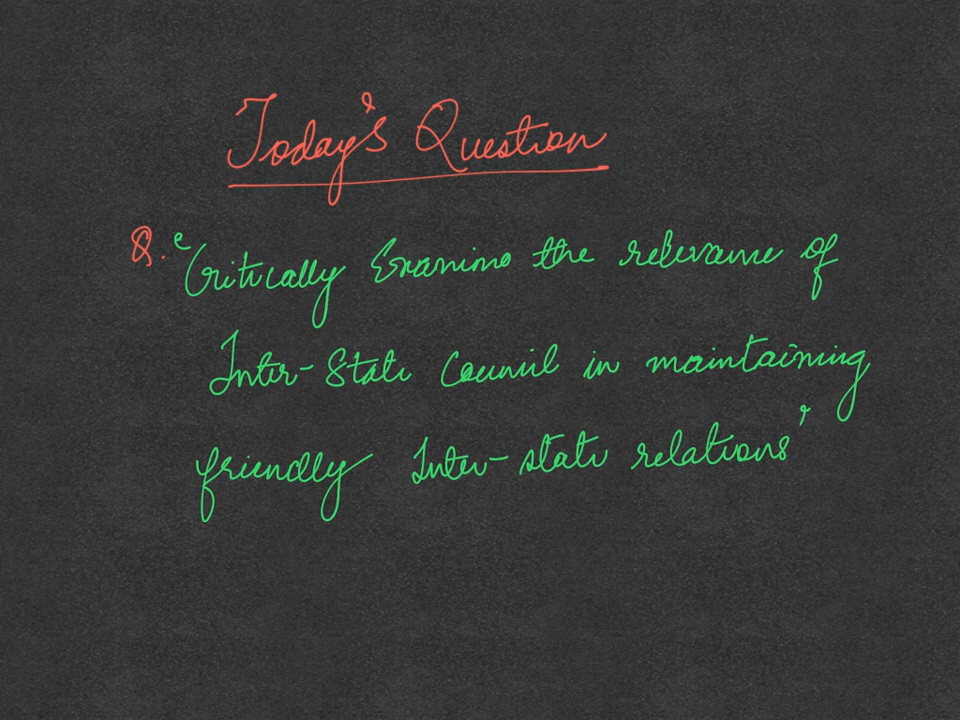 Today's Question
Q. 'Critically Examine the relevance of
Inter-State Council in maintaining
friendly Inter-state relations'